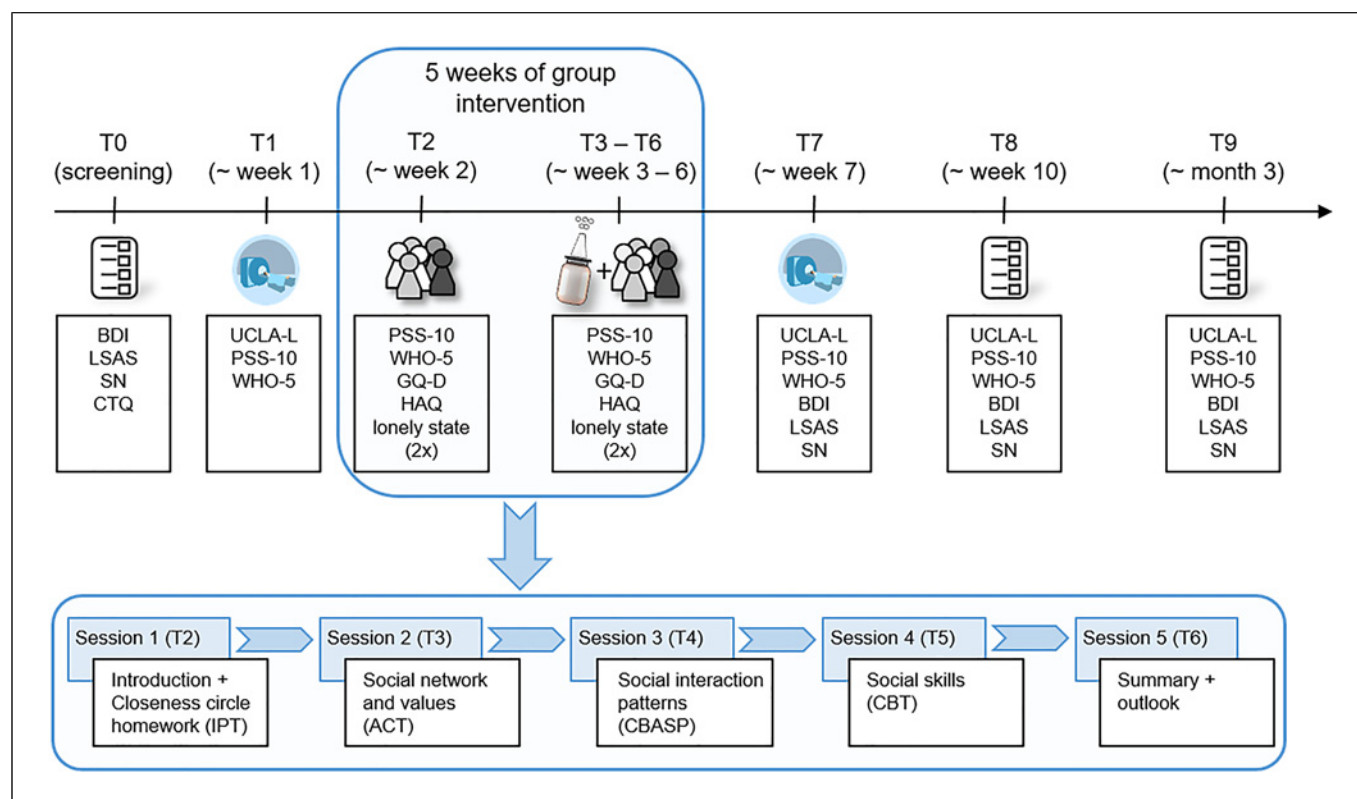 5 weeks of group
intervention
T0
(screening)
T1
(~ week 1)
T2
(~ week 2)
T3 – T6
(~ week 3 – 6)
T7
(~ week 7)
T8
(~ week 10)
T9
(~ month 3)
+
BDI
LSAS
SN
CTQ
UCLA-L
PSS-10
WHO-5
PSS-10
WHO-5
GQ-D
HAQ
lonely state
(2x)
PSS-10
WHO-5
GQ-D
HAQ
lonely state
(2x)
UCLA-L
PSS-10
WHO-5
BDI
LSAS
SN
UCLA-L
PSS-10
WHO-5
BDI
LSAS
SN
UCLA-L
PSS-10
WHO-5
BDI
LSAS
SN
Session 1 (T2)
Introduction +
Closeness circle
homework (IPT)
Session 2 (T3)
Social network
and values
(ACT)
Session 3 (T4)
Social interaction
patterns
(CBASP)
Session 4 (T5)
Social skills
(CBT)
Session 5 (T6)
Summary +
outlook